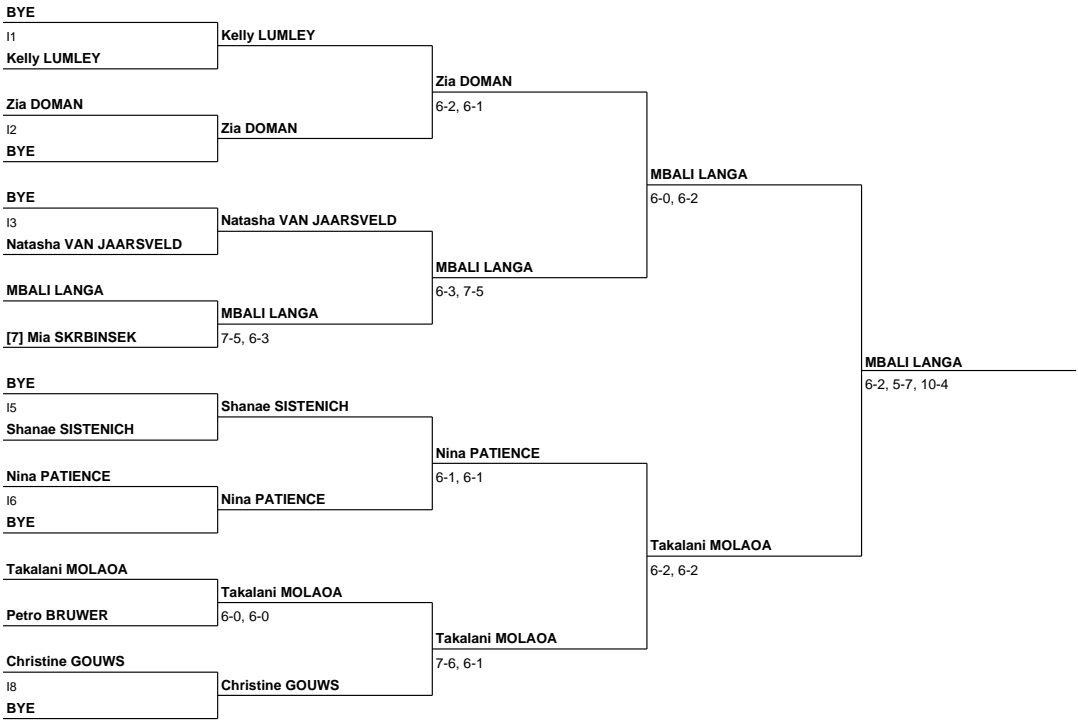 BYE
I1
Kelly LUMLEY
Kelly LUMLEY
Zia DOMAN
6-2, 6-1
Zia DOMAN
I2
BYE
Zia DOMAN
MBALI LANGA
6-0, 6-2
BYE
I3
Natasha VAN JAARSVELD
Natasha VAN JAARSVELD
MBALI LANGA
6-3, 7-5
MBALI LANGA
[7] Mia SKRBINSEK
MBALI LANGA
7-5, 6-3
MBALI LANGA
6-2, 5-7, 10-4
BYE
I5
Shanae SISTENICH
Shanae SISTENICH
Nina PATIENCE
6-1, 6-1
Nina PATIENCE
I6
BYE
Nina PATIENCE
Takalani MOLAOA
6-2, 6-2
Takalani MOLAOA
Petro BRUWER
Takalani MOLAOA
6-0, 6-0
Takalani MOLAOA
7-6, 6-1
Christine GOUWS
I8
BYE
Christine GOUWS